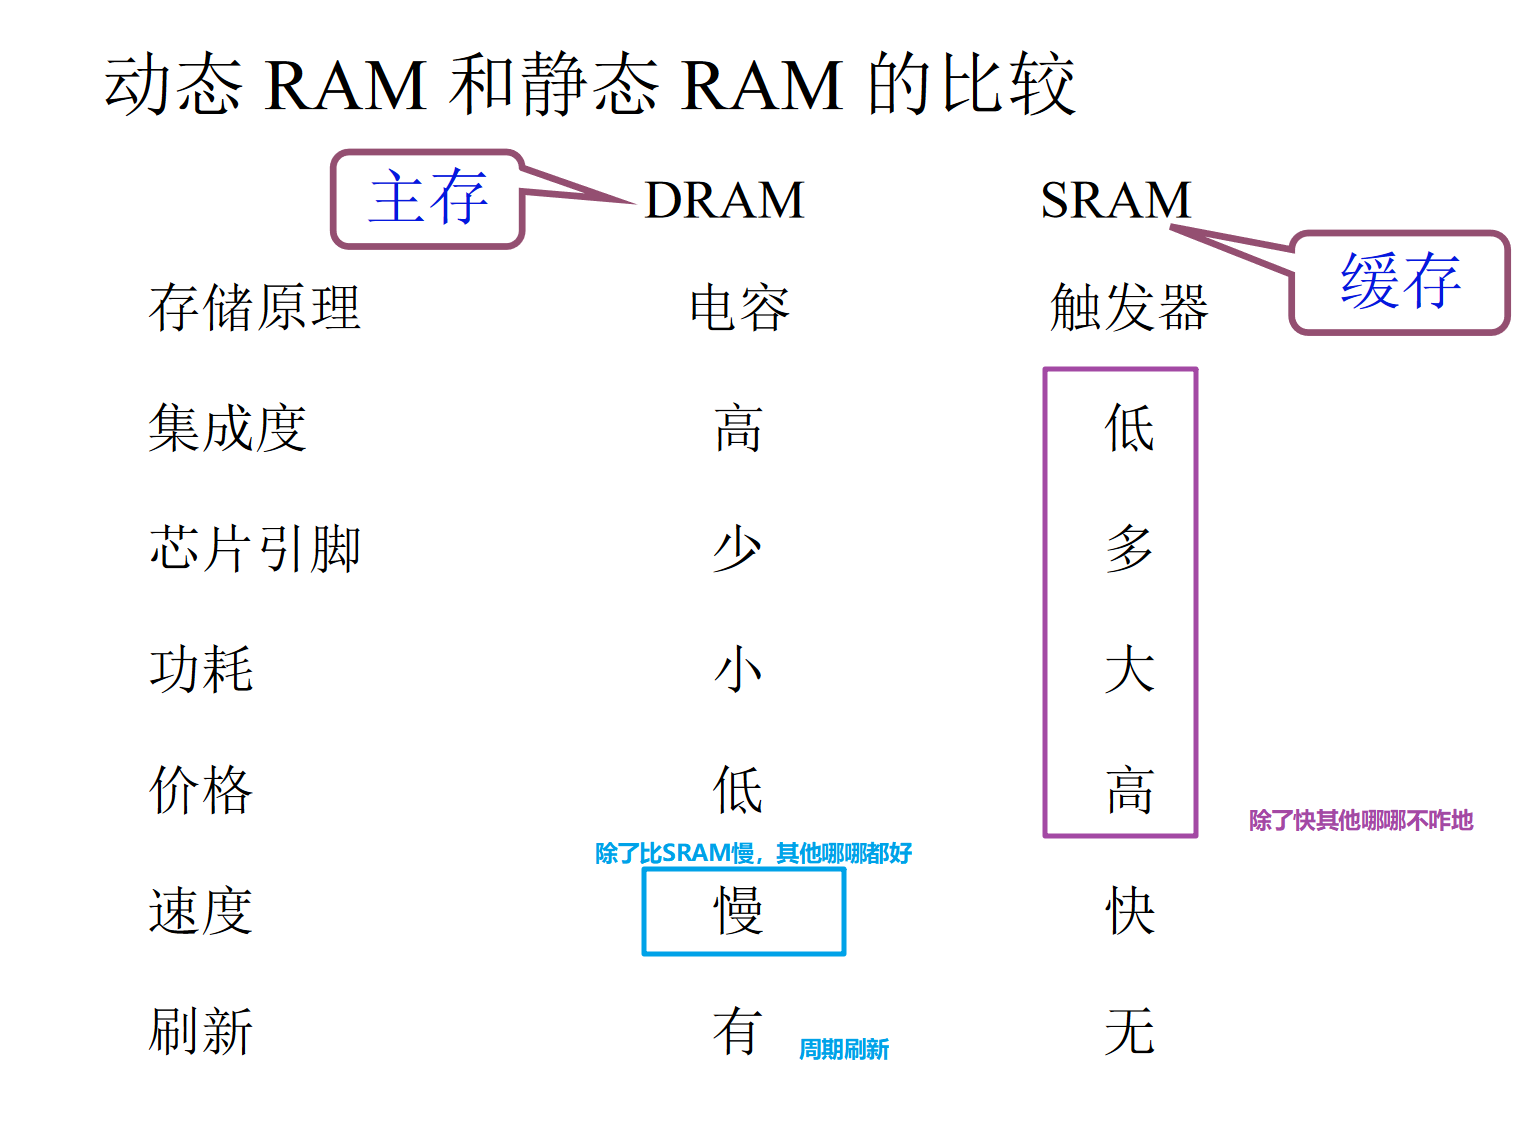 动态 RAM 和静态 RAM 的比较
主存
DRAM
SRAM
缓存
存储原理 电容 触发器
集成度 高 低
芯片引脚 少 多
功耗 小 大
价格 低 高
除了快其他哪哪不咋地
除了比SRAM慢，其他哪哪都好
速度 慢 快
刷新 有 无
周期刷新